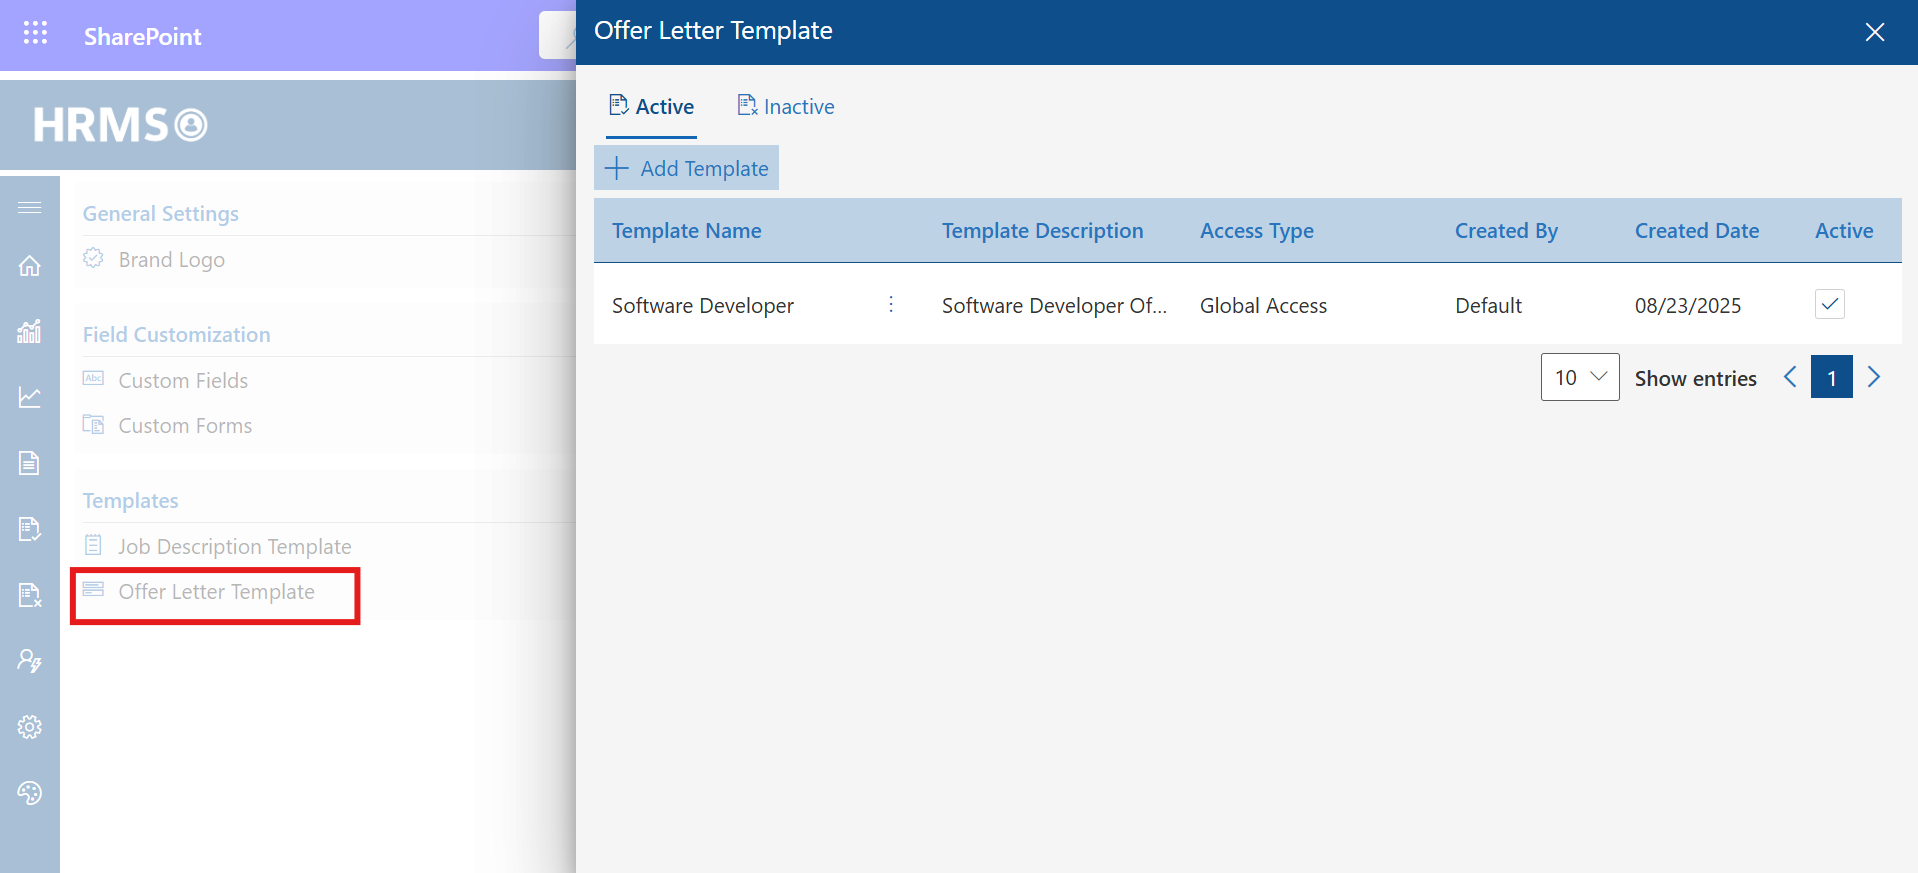 SharePoint
Offer Letter Template
HRMS
Active
Inactive
Add Template
General Settings
Brand Logo
Field Customization
Abc Custom Fields
Custom Forms
Templates
Job Description Template
Offer Letter Template
Template Name Template Description Access Type Created By Created Date Active
Software Developer Software Developer Of... Global Access Default 08/23/2025
10 Show entries 1